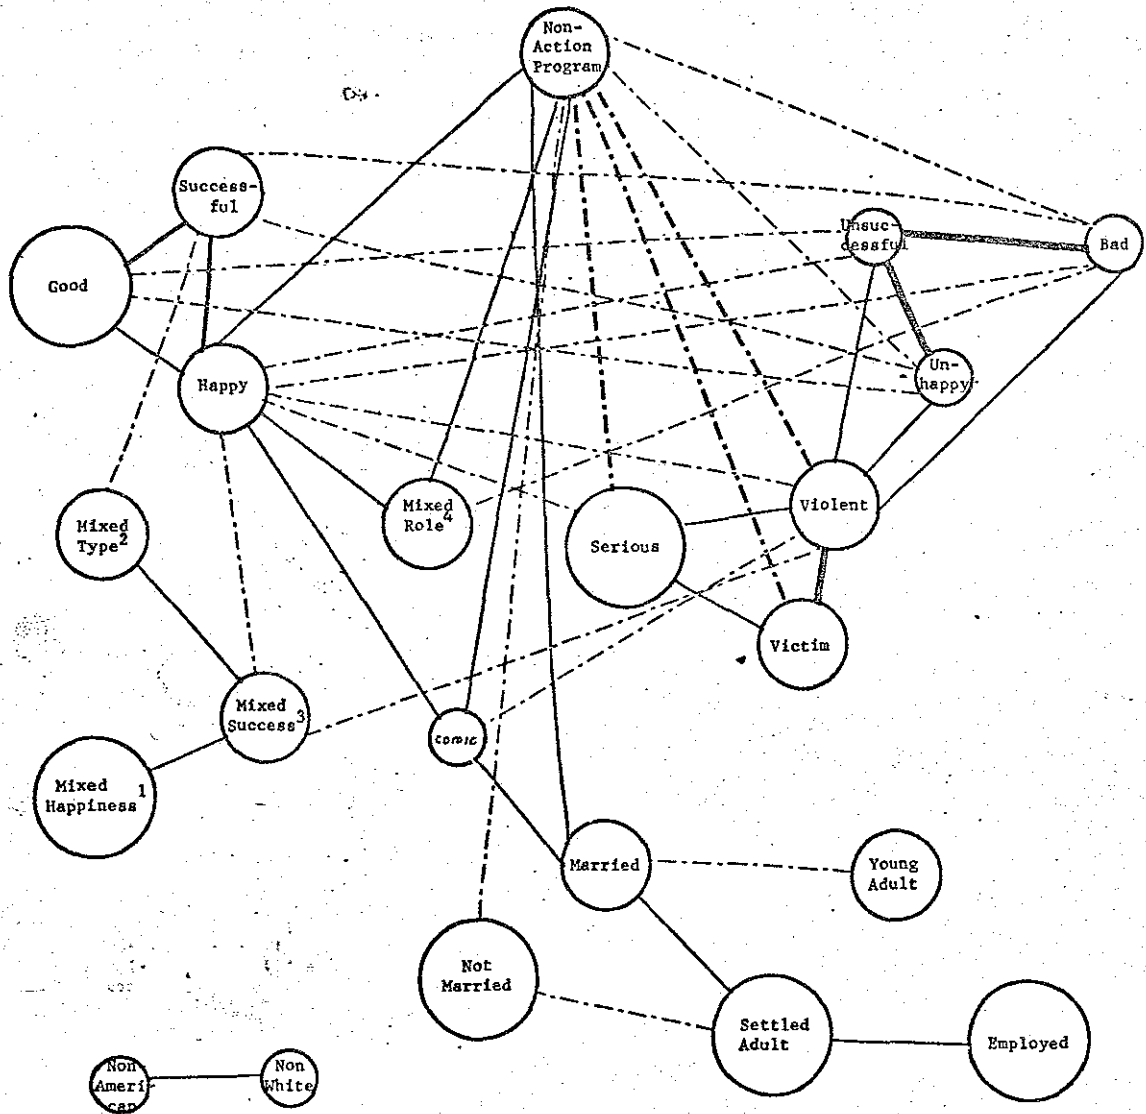 Non-
Action
Program
Success-
ful
Unsuc-
cessful
Bad
Good
Happy
Un-
happy
Mixed
Role4
Violent
Mixed
Type2
Serious
Victim
Mixed
Success3
comic
Mixed
Happiness1
Married
Young
Adult
Not
Married
Settled
Adult
Employed
Non
Ameri-
can
Non
White